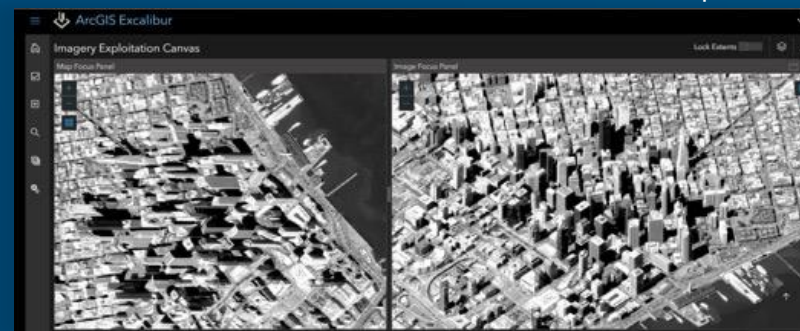 ArcGIS Excalibur
Imagery Exploitation Canvas
Lock Extents
Map Focus Panel
Image Focus Panel